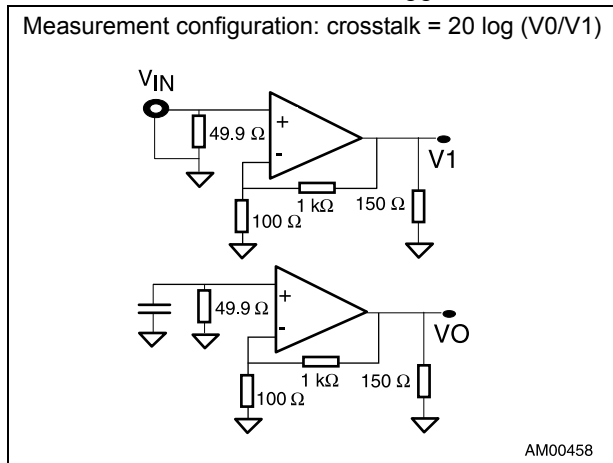 Measurement configuration: crosstalk = 20 log (V0/V1)
VIN
49.9 Ω
+
-
V1
1 kΩ
150 Ω
100 Ω
49.9 Ω
+
-
VO
1 kΩ
150 Ω
100 Ω
AM00458